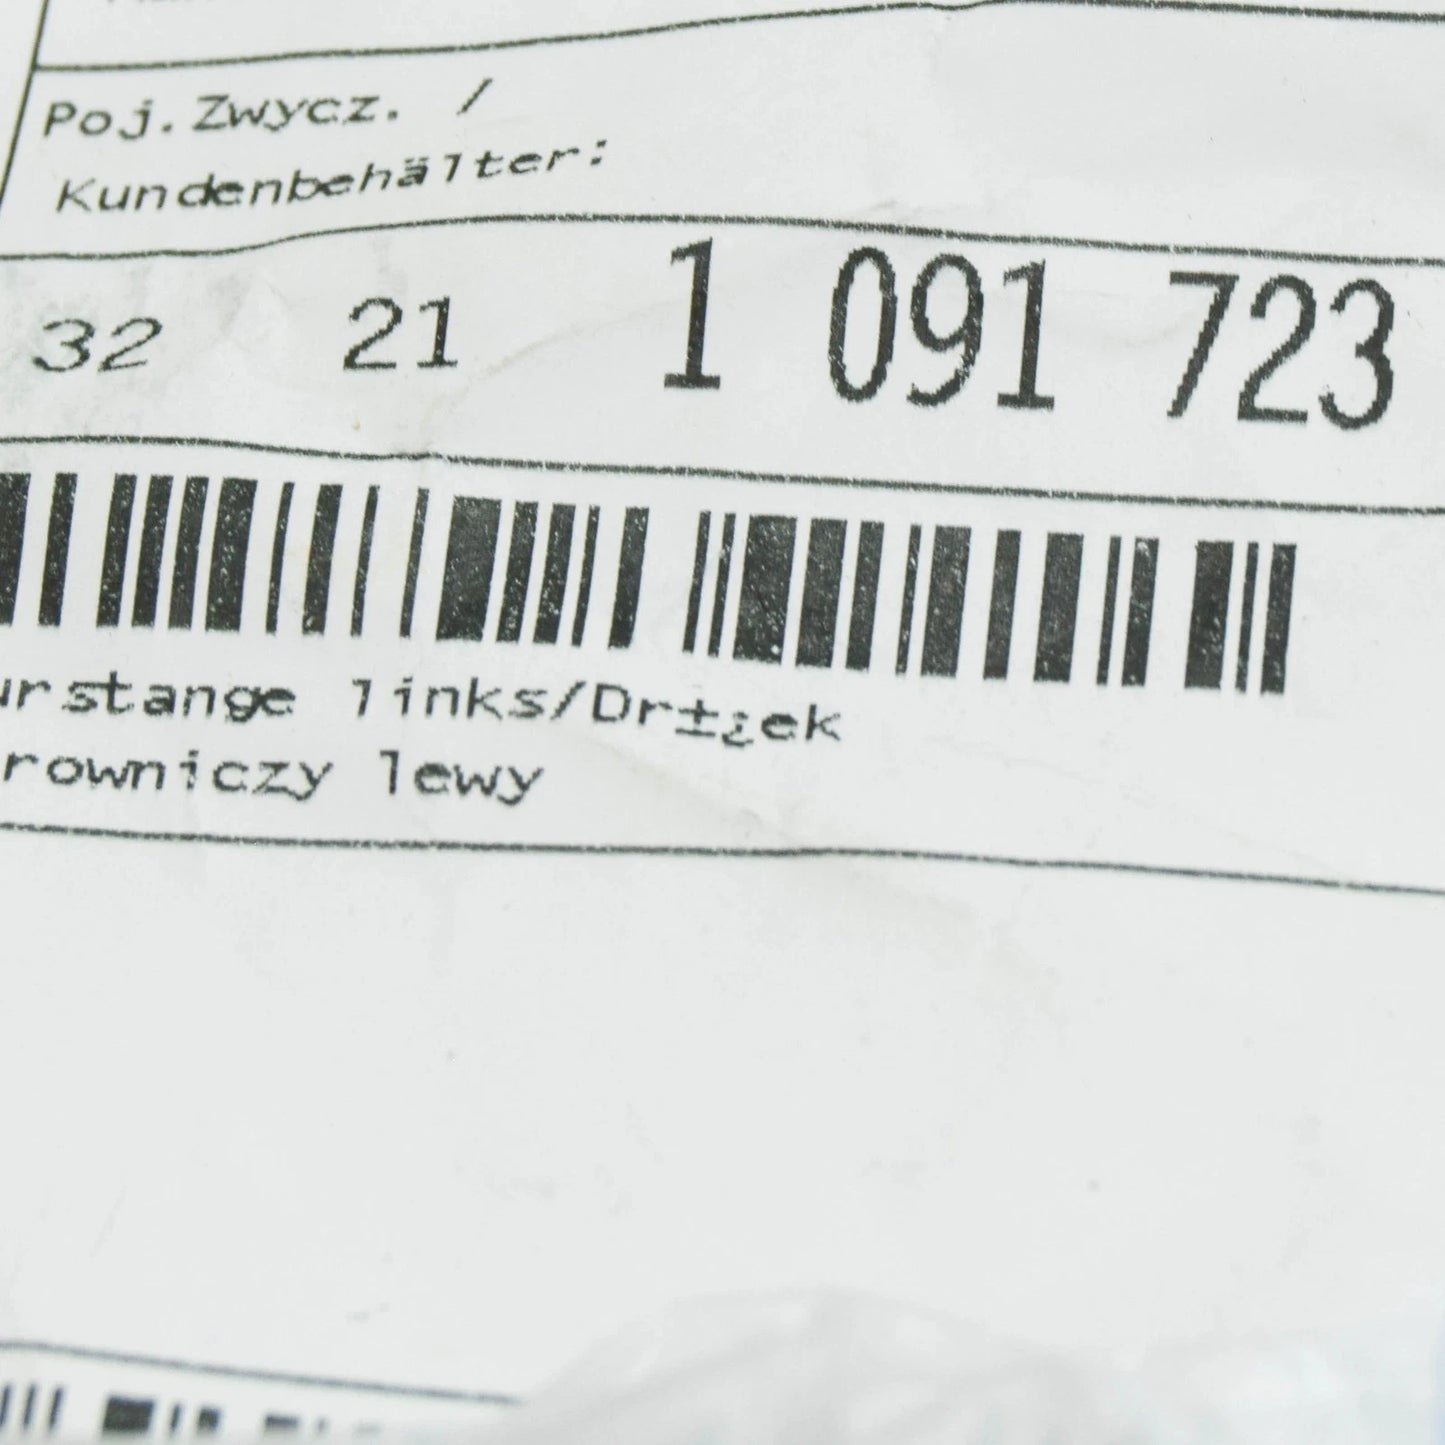 Poj.Zwycz. /
Kundenbehälter:
32 21 1 091 723
urstange links/Dr±¿ek
rowniczy lewy